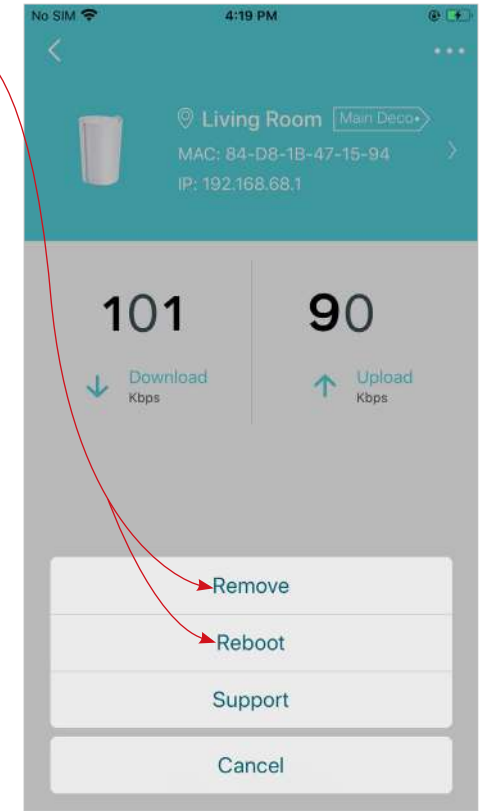 No SIM 4:19 PM
Living Room Main Deco
MAC: 84-D8-1B-47-15-94
IP: 192.168.68.1
101 90
Download Upload
Kbps Kbps
Remove
Reboot
Support
Cancel